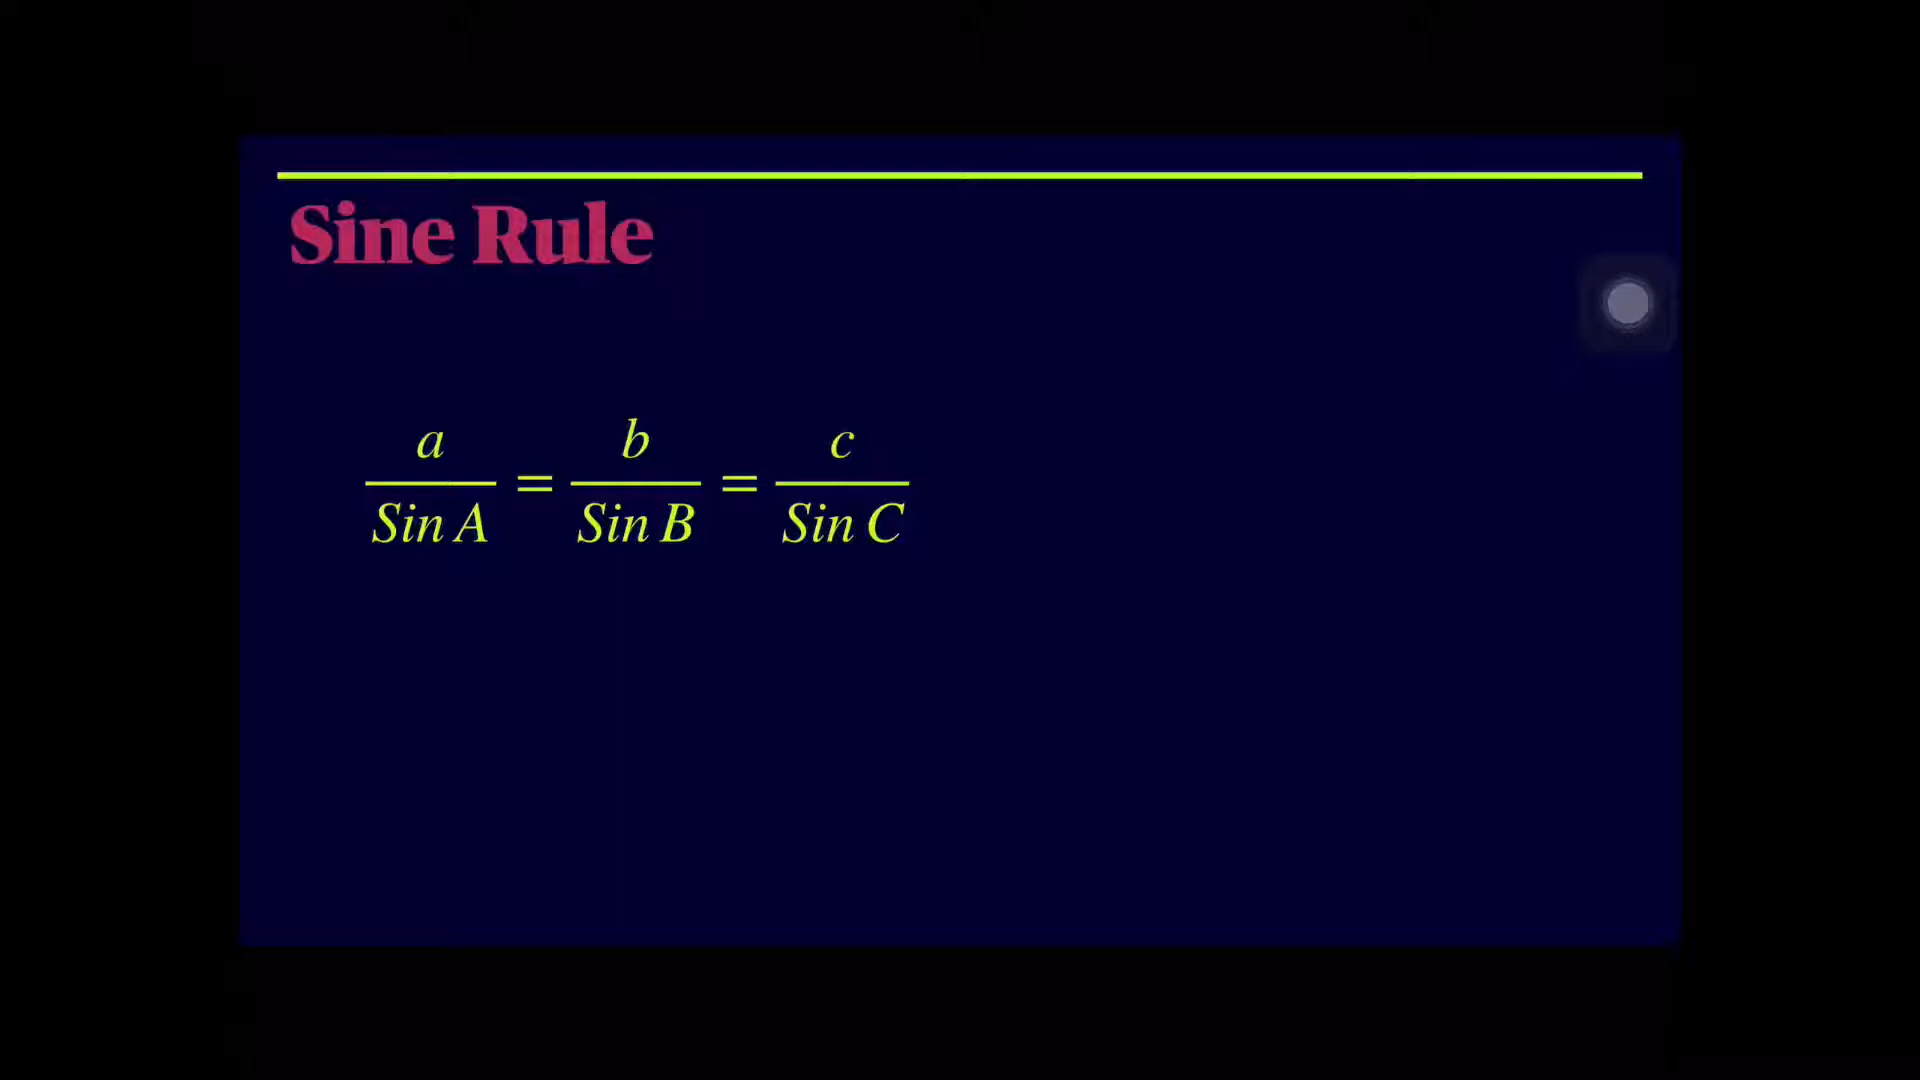 Sine Rule
a/Sin A = b/Sin B = c/Sin C